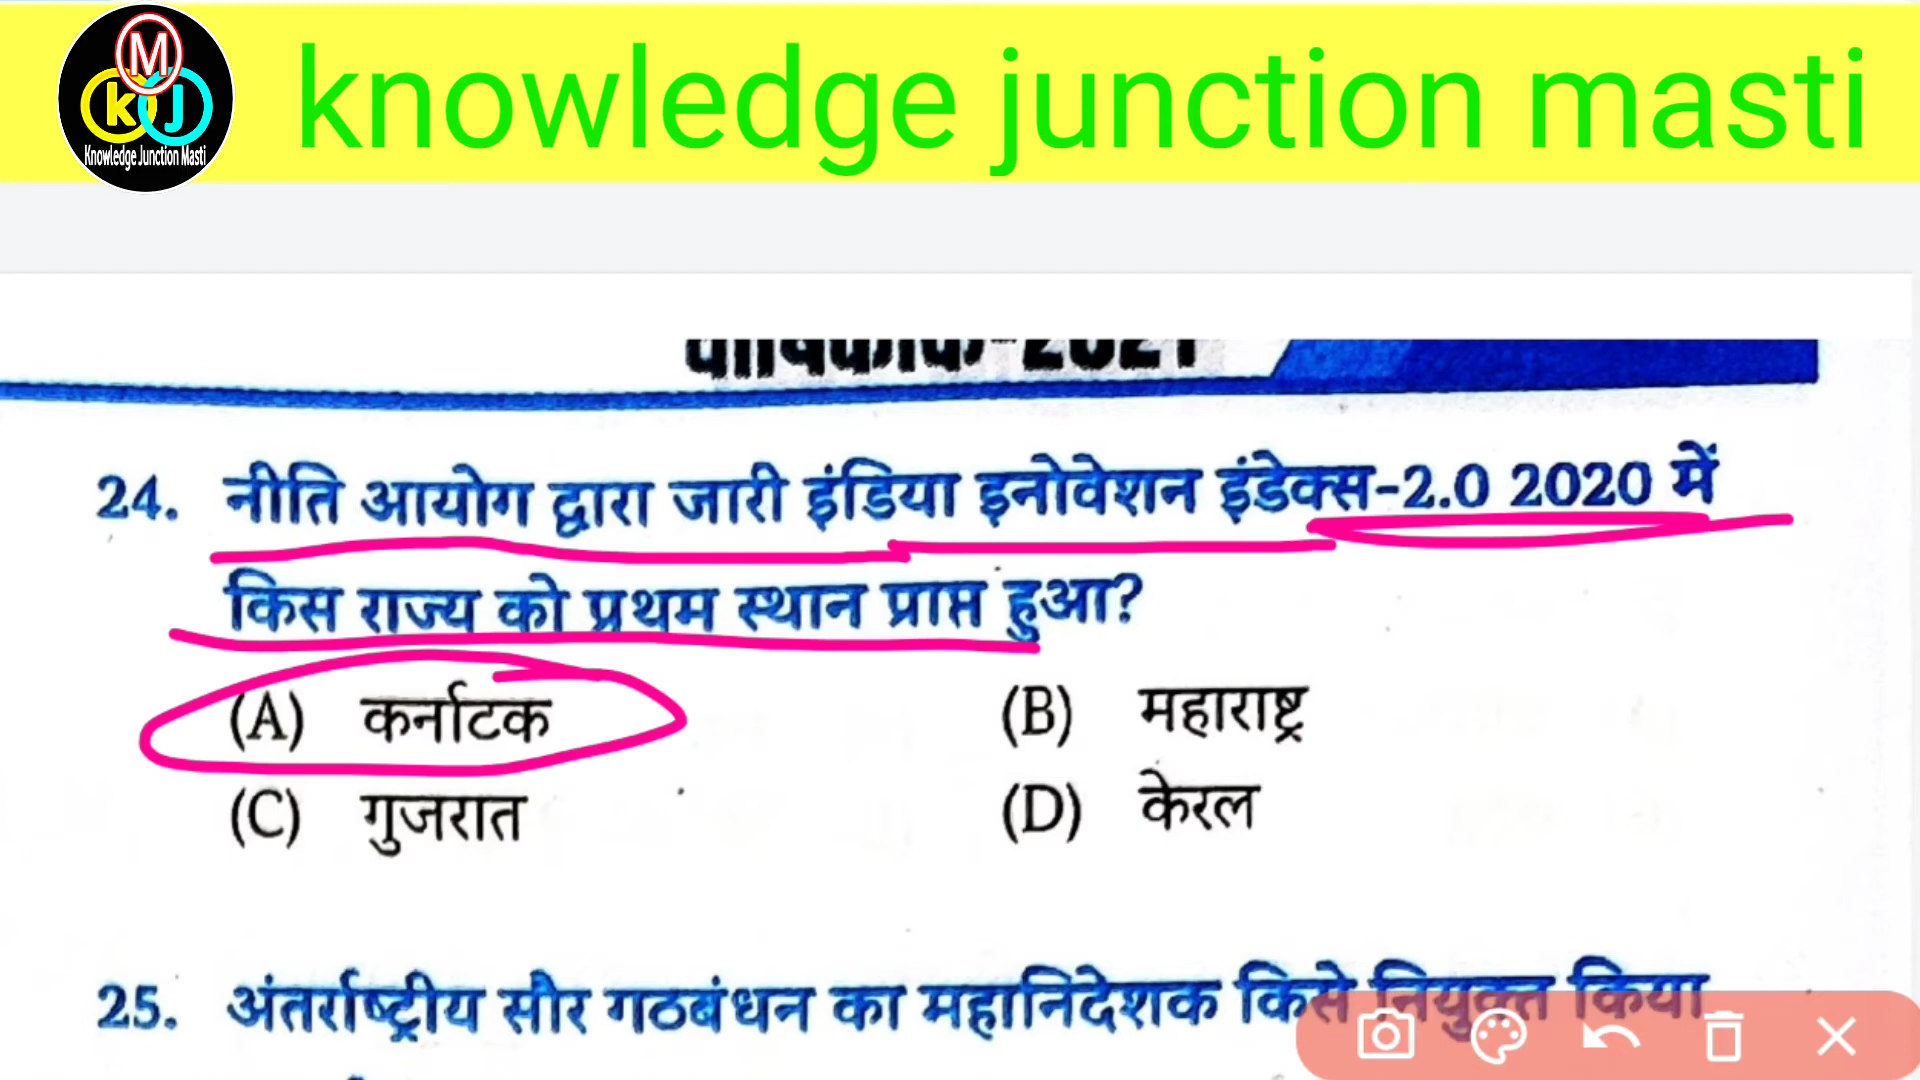 M
K J
Knowledge Junction Masti
knowledge junction masti
24. नीति आयोग द्वारा जारी इंडिया इनोवेशन इंडेक्स-2.0 2020 में
किस राज्य को प्रथम स्थान प्राप्त हुआ?
(A) कर्नाटक (B) महाराष्ट्र
(C) गुजरात (D) केरल
25. अंतर्राष्ट्रीय सौर गठबंधन का महानिदेशक किसे नियुक्त किया